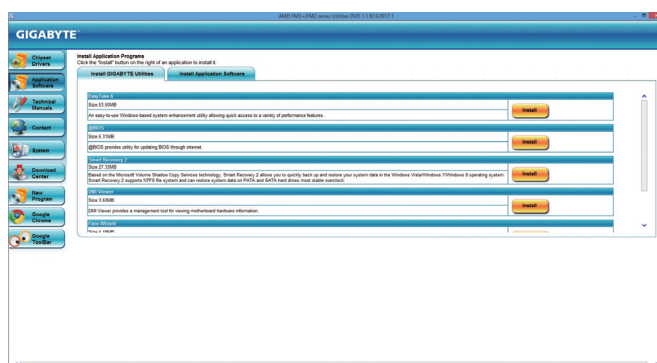 AMD FM2+/FM2 series Utilities DVD 1.1 B13.0917.1
GIGABYTE™
Chipset Drivers
Application Software
Technical Manuals
Contact
System
Download Center
New Program
Google Chrome
Google ToolBar
Install Application Programs
Click the "Install" button on the right of an application to install it.
Install GIGABYTE Utilities
Install Application Software
EasyTune 6
Size:53.50MB
An easy-to-use Windows-based system enhancement utility allowing quick access to a variety of performance features.
Install
@BIOS
Size:5.31MB
@BIOS provides utility for updating BIOS through internet.
Install
Smart Recovery 2
Size:27.33MB
Based on the Microsoft Volume Shadow Copy Services technology, Smart Recovery 2 allows you to quickly back up and restore your system data in the Windows Vista/Windows 7/Windows 8 operating system.
Smart Recovery 2 supports NTFS file system and can restore system data on PATA and SATA hard drives most stable overclock.
Install
DMI Viewer
Size:3.63MB
DMI Viewer provides a management tool for viewing motherboard hardware information.
Install
Face Wizard